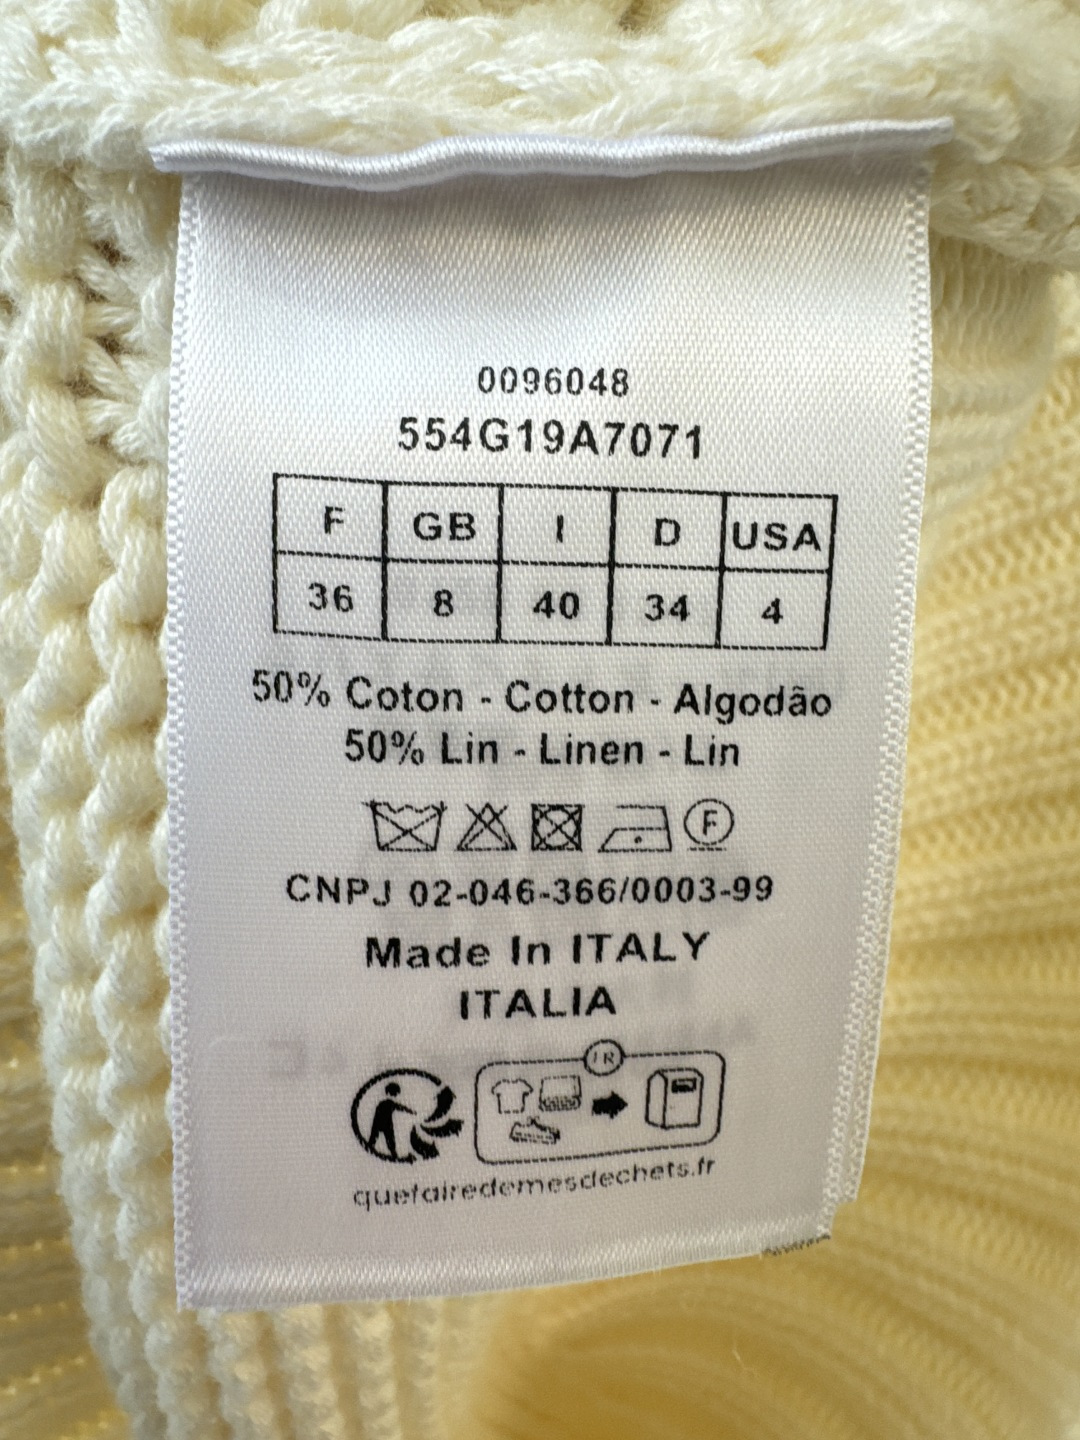 0096048
554G19A7071
F GB I D USA
36 8 40 34 4
50% Coton - Cotton - Algodão
50% Lin - Linen - Lin
F
CNPJ 02-046-366/0003-99
Made In ITALY
ITALIA
quefairedemesdechets.fr